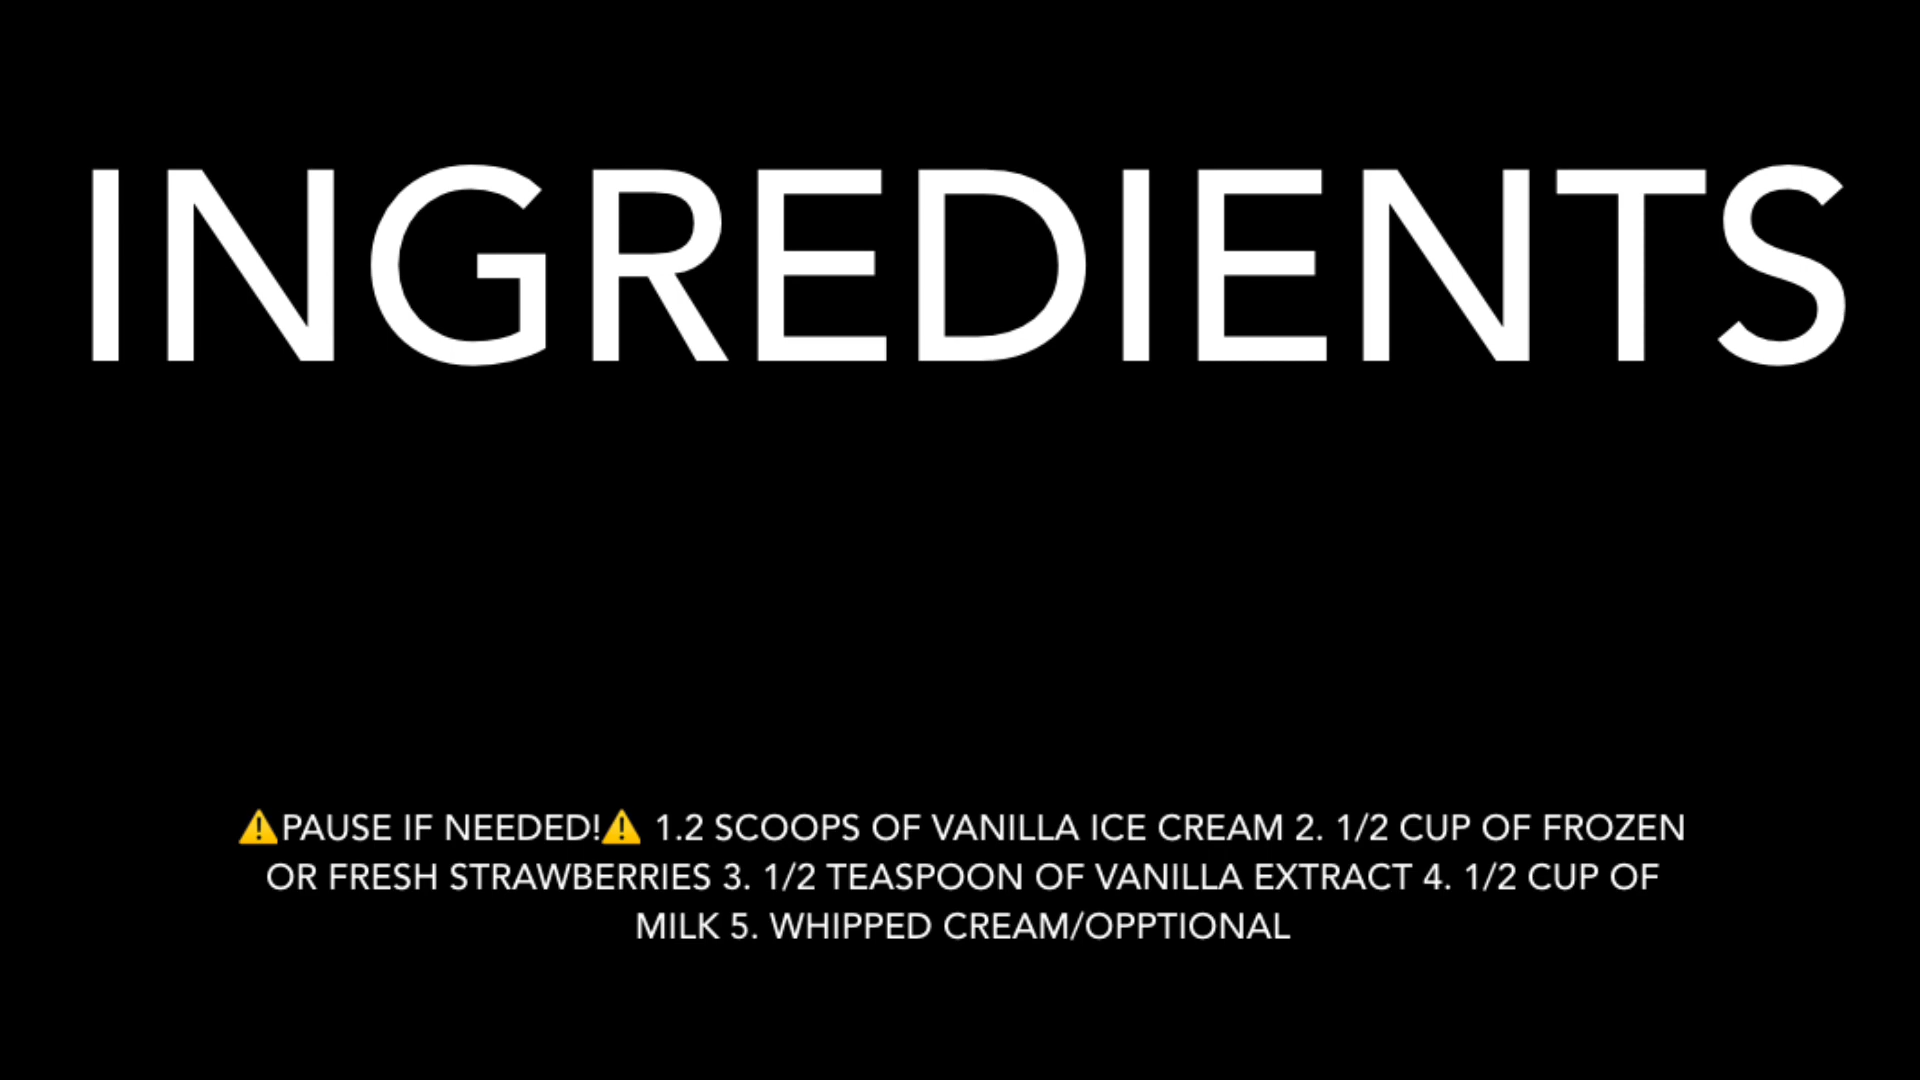 INGREDIENTS
⚠️PAUSE IF NEEDED!⚠️ 1.2 SCOOPS OF VANILLA ICE CREAM 2. 1/2 CUP OF FROZEN
OR FRESH STRAWBERRIES 3. 1/2 TEASPOON OF VANILLA EXTRACT 4. 1/2 CUP OF
MILK 5. WHIPPED CREAM/OPPTIONAL